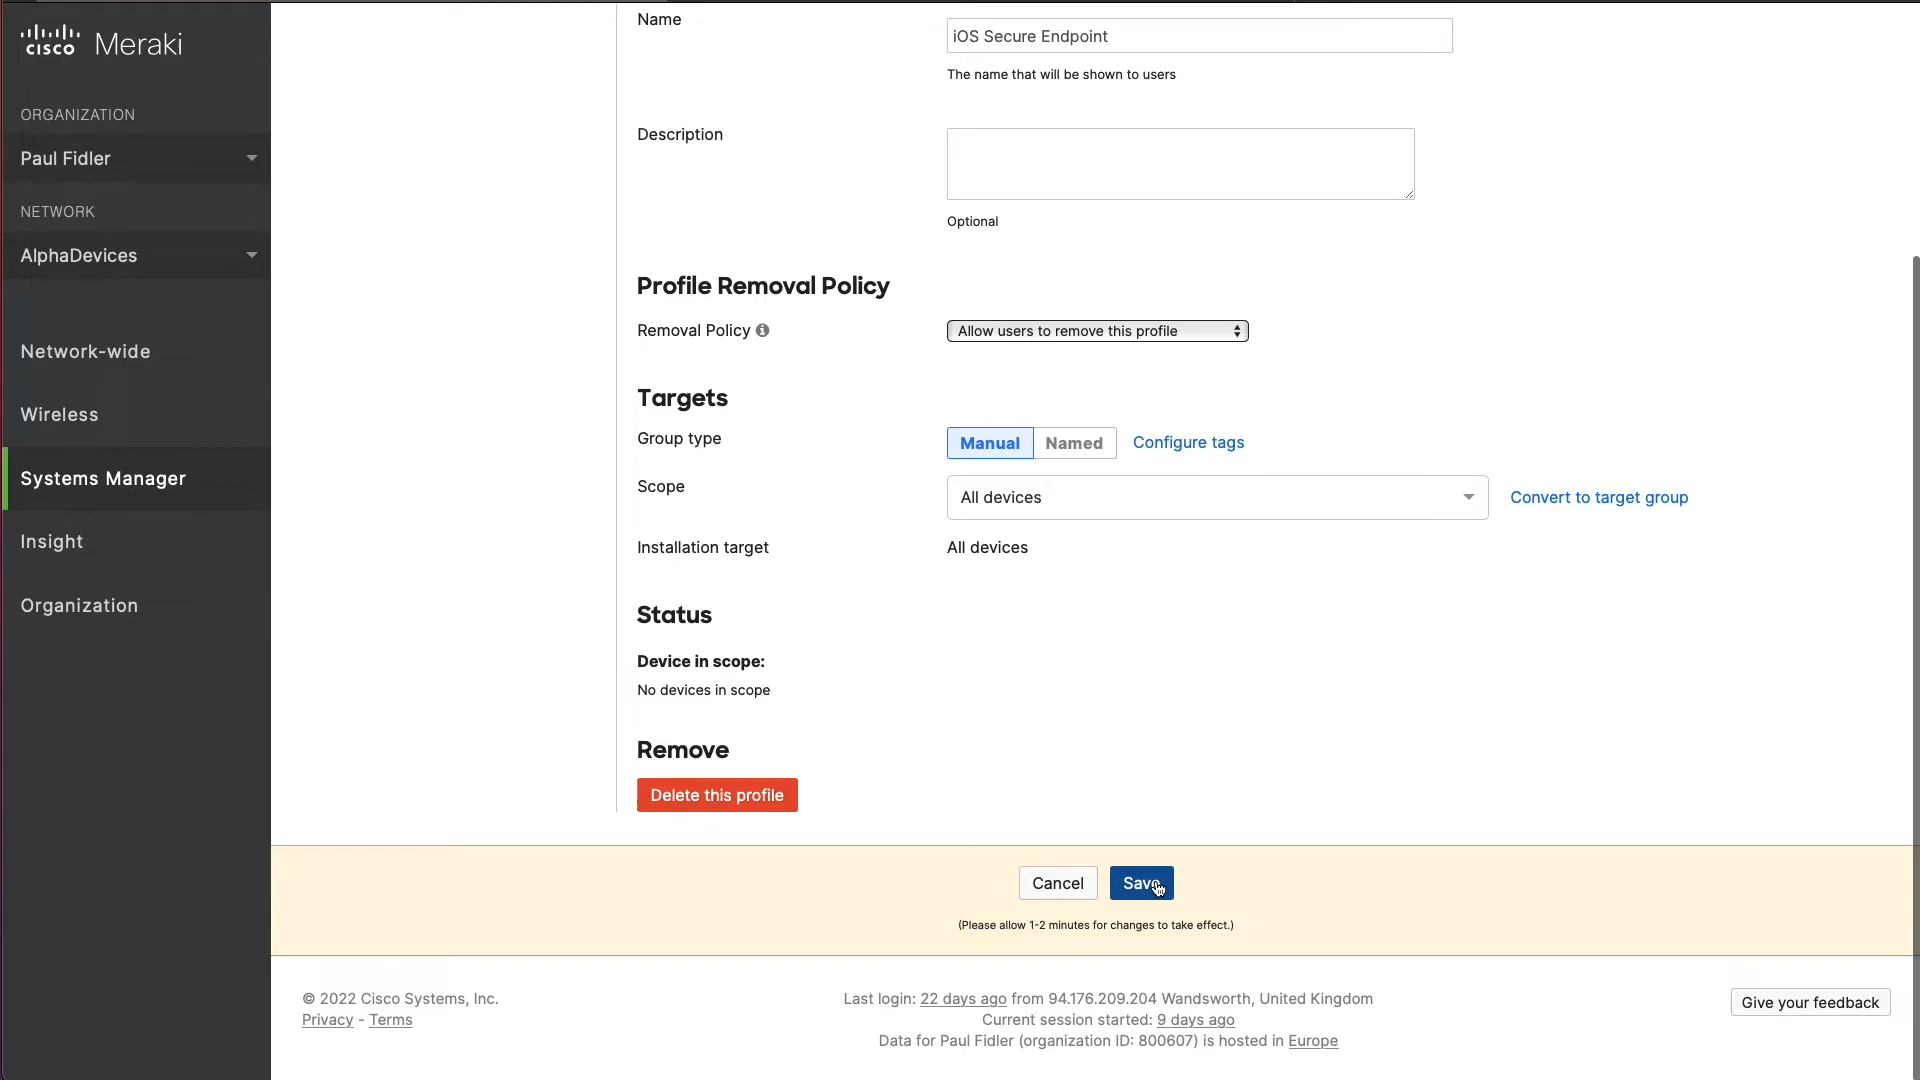 cisco Meraki
ORGANIZATION
Paul Fidler
NETWORK
AlphaDevices
Network-wide
Wireless
Systems Manager
Insight
Organization
Name
iOS Secure Endpoint
The name that will be shown to users
Description
Optional
Profile Removal Policy
Removal Policy
Allow users to remove this profile
Targets
Group type
Manual Named Configure tags
Scope
All devices
Convert to target group
Installation target
All devices
Status
Device in scope:
No devices in scope
Remove
Delete this profile
Cancel Save
(Please allow 1-2 minutes for changes to take effect.)
© 2022 Cisco Systems, Inc.
Privacy - Terms
Last login: 22 days ago from 94.176.209.204 Wandsworth, United Kingdom
Current session started: 9 days ago
Data for Paul Fidler (organization ID: 800607) is hosted in Europe
Give your feedback